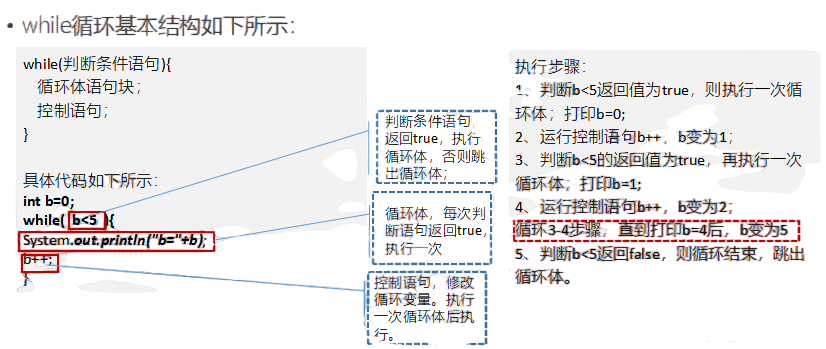 • while循环基本结构如下所示：
while(判断条件语句){
循环体语句块；
控制语句；
}
具体代码如下所示：
int b=0;
while( b<5 ){
System.out.println("b="+b);
b++;
}
判断条件语句
返回true，执行
循环体，否则跳
出循环体；
循环体，每次判
断语句返回true，
执行一次
控制语句，修改
循环变量。执行
一次循环体后执
行。
执行步骤：
1、判断b<5返回值为true，则执行一次循
环体；打印b=0;
2、运行控制语句b++，b变为1；
3、判断b<5的返回值为true，再执行一次
循环体；打印b=1;
4、运行控制语句b++，b变为2；
循环3-4步骤，直到打印b=4后，b变为5
5、判断b<5返回false，则循环结束，跳出
循环体。